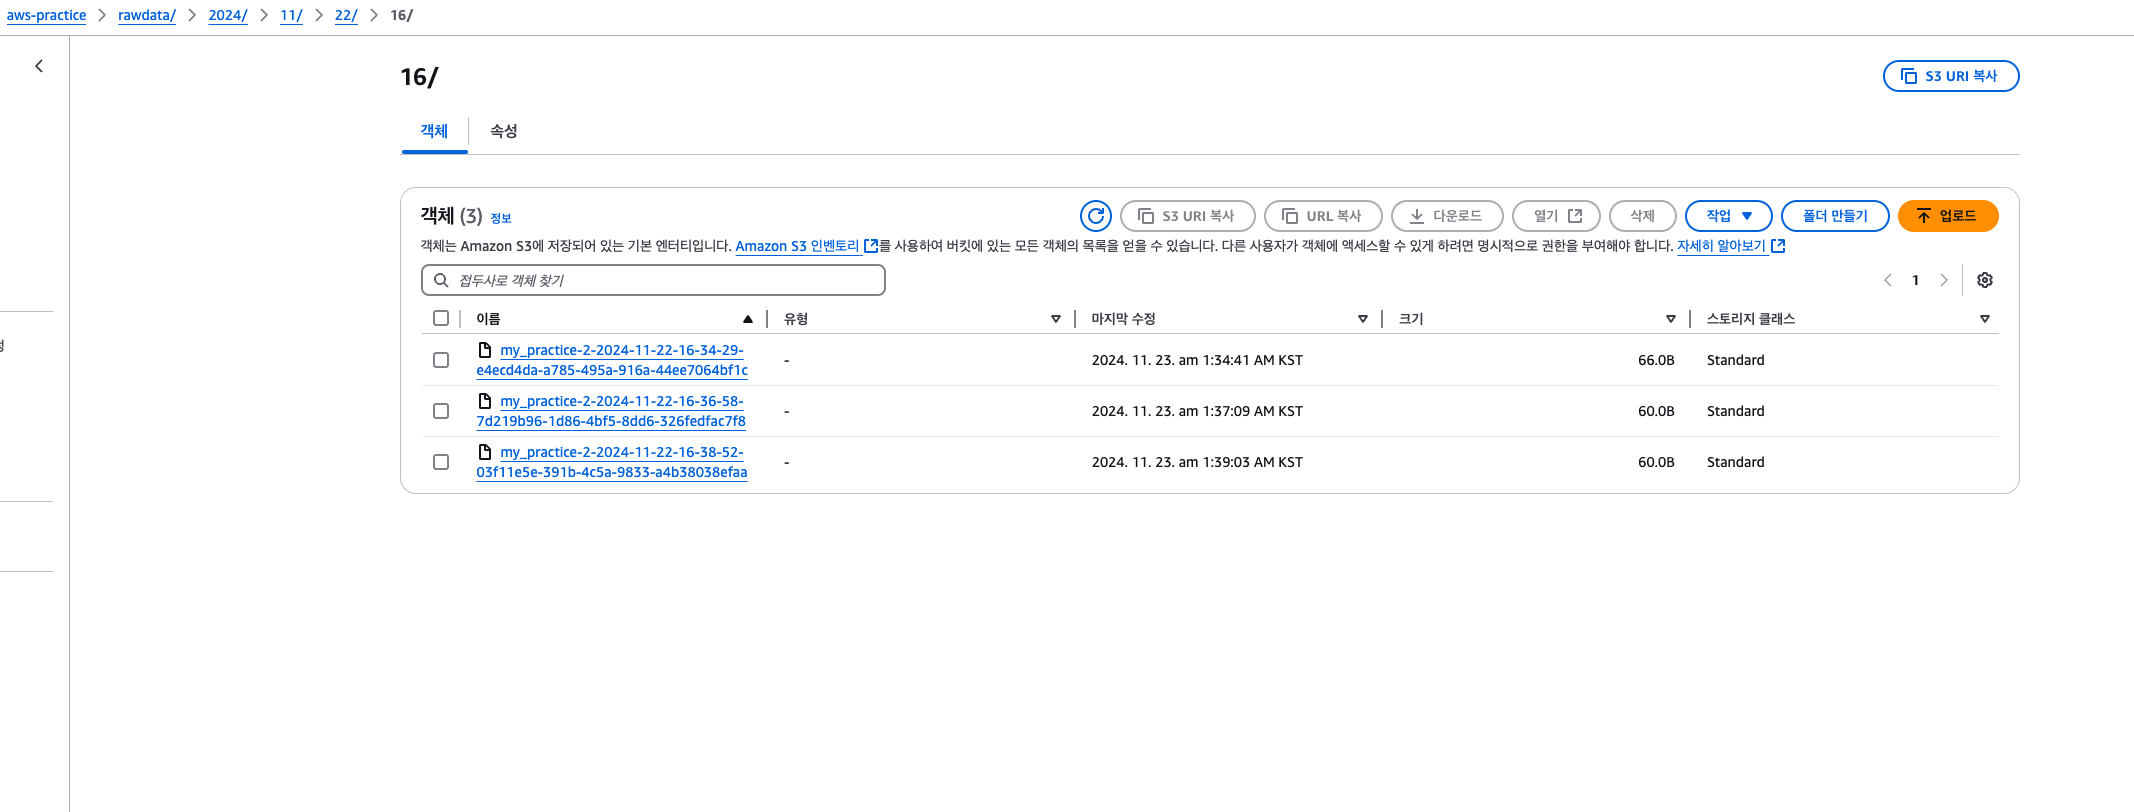 aws-practice > rawdata/ > 2024/ > 11/ > 22/ > 16/
16/
S3 URI 복사
객체 속성
객체 (3) 정보
S3 URI 복사 URL 복사 다운로드 열기 삭제 작업 폴더 만들기 업로드
객체는 Amazon S3에 저장되어 있는 기본 엔터티입니다. Amazon S3 인벤토리를 사용하여 버킷에 있는 모든 객체의 목록을 얻을 수 있습니다. 다른 사용자가 객체에 액세스할 수 있게 하려면 명시적으로 권한을 부여해야 합니다. 자세히 알아보기
접두사로 객체 찾기
1
이름 유형 마지막 수정 크기 스토리지 클래스
my_practice-2-2024-11-22-16-34-29-
e4ecd4da-a785-495a-916a-44ee7064bf1c
- 2024. 11. 23. am 1:34:41 AM KST 66.0B Standard
my_practice-2-2024-11-22-16-36-58-
7d219b96-1d86-4bf5-8dd6-326fedfac7f8
- 2024. 11. 23. am 1:37:09 AM KST 60.0B Standard
my_practice-2-2024-11-22-16-38-52-
03f11e5e-391b-4c5a-9833-a4b38038efaa
- 2024. 11. 23. am 1:39:03 AM KST 60.0B Standard